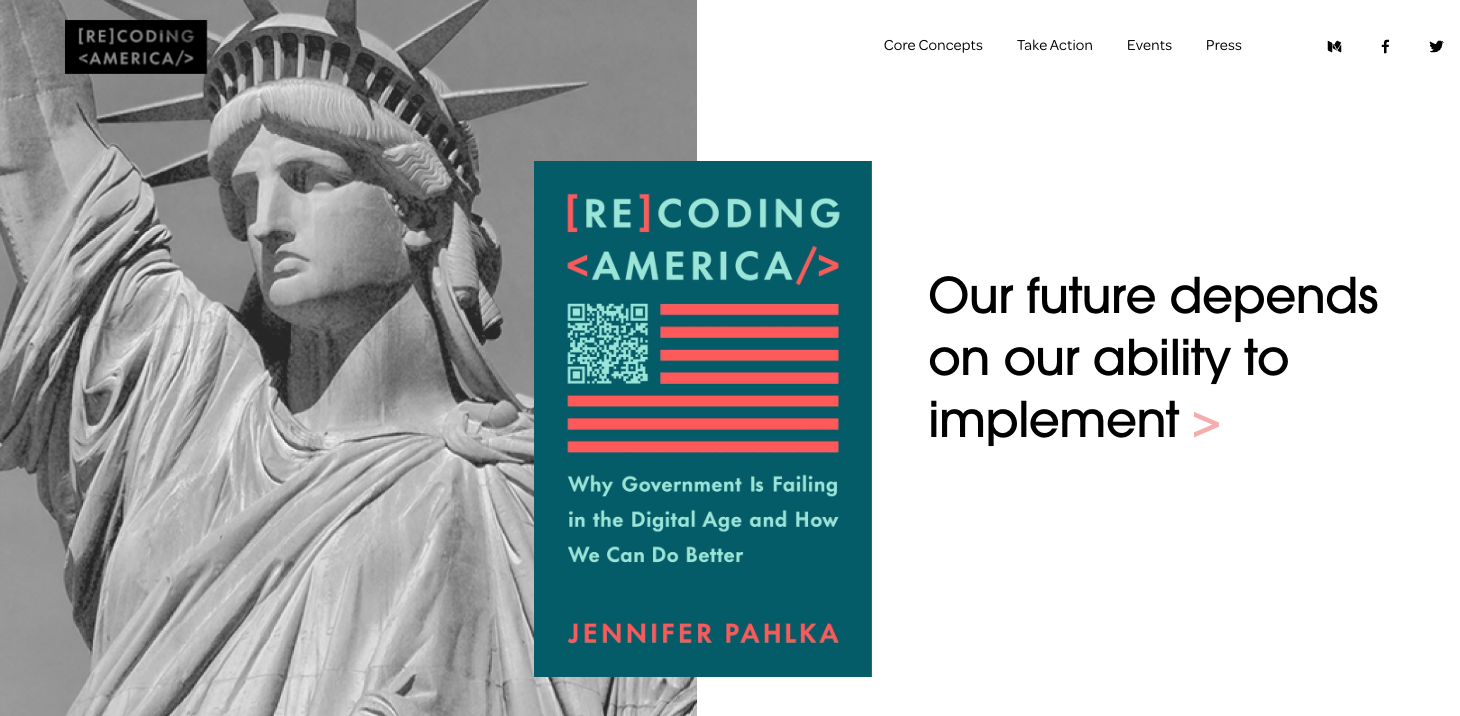 [RE]CODING
<AMERICA/>
Core Concepts Take Action Events Press
[RE]CODING
<AMERICA/>
Why Government Is Failing
in the Digital Age and How
We Can Do Better
JENNIFER PAHLKA
Our future depends
on our ability to
implement >